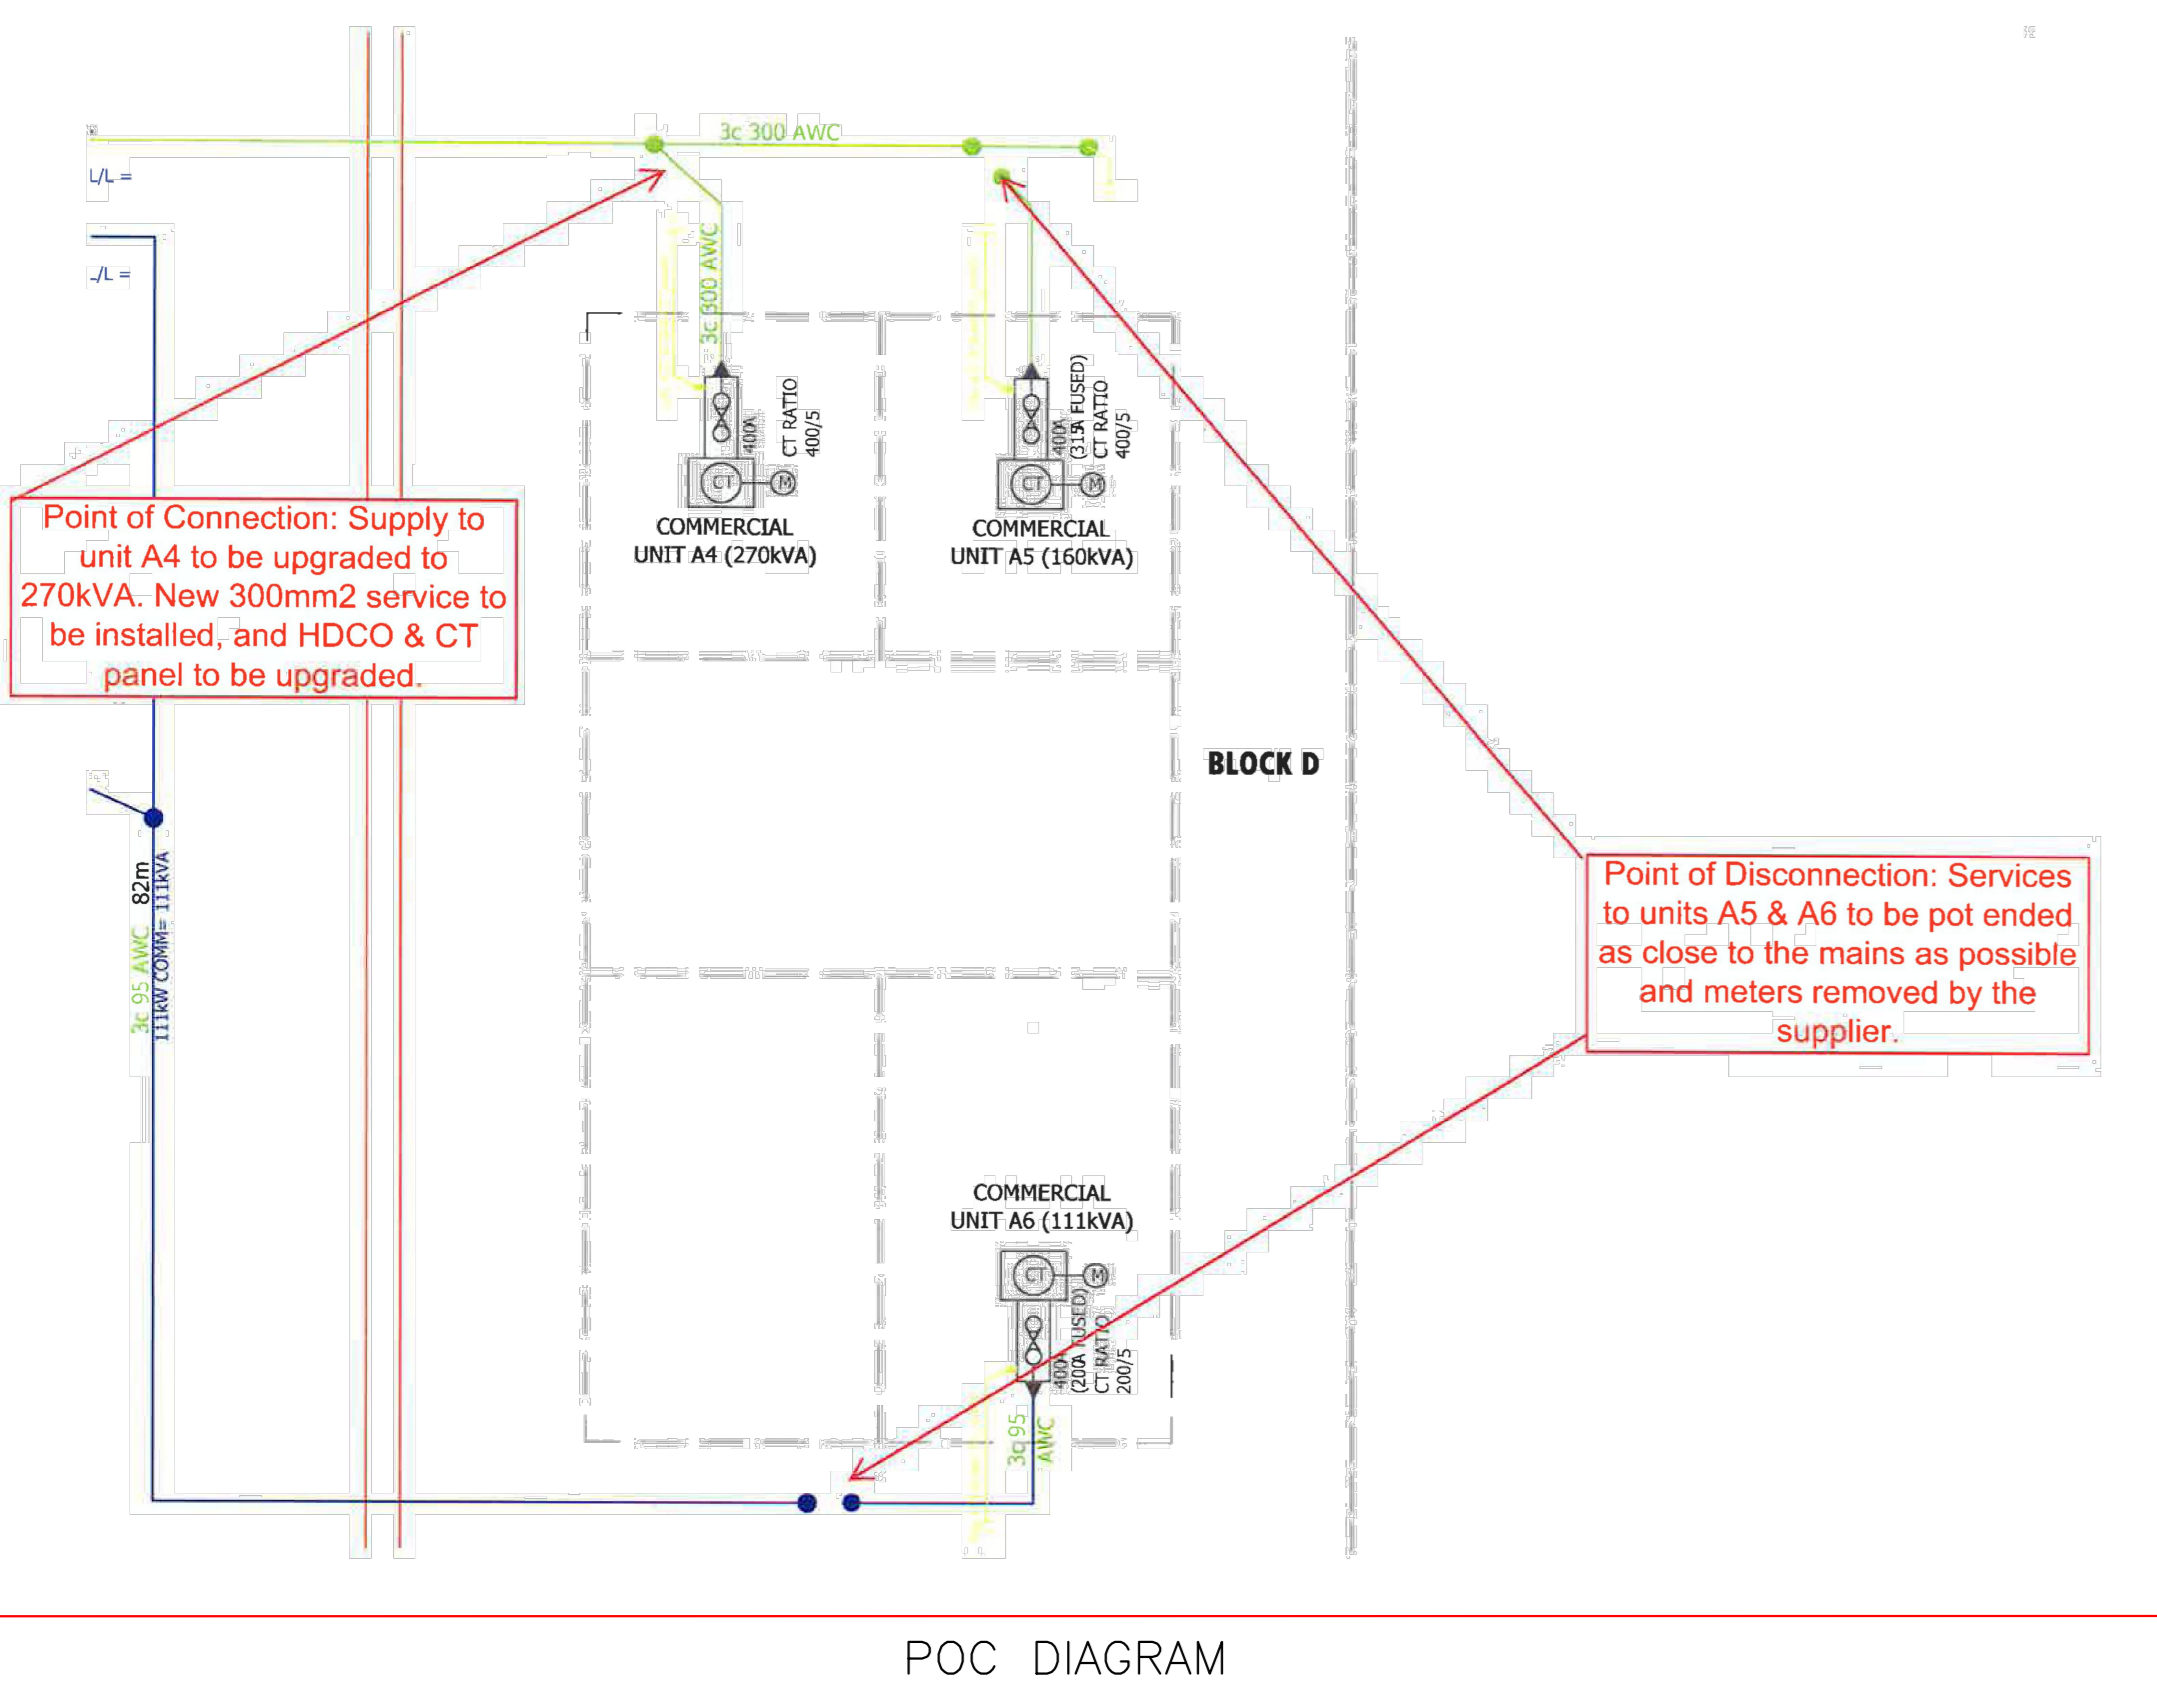 3c 300 AWC
L/L =
./L =
3c 300 AWC
400A
CT RATIO
400/5
CT
M
COMMERCIAL
UNIT A4 (270kVA)
400A
(315A FUSED)
CT RATIO
400/5
CT
M
COMMERCIAL
UNIT A5 (160kVA)
Point of Connection: Supply to
unit A4 to be upgraded to
270kVA. New 300mm2 service to
be installed, and HDCO & CT
panel to be upgraded.
BLOCK D
3c 95 AWC 82m
111kW COMM= 111kVA
Point of Disconnection: Services
to units A5 & A6 to be pot ended
as close to the mains as possible
and meters removed by the
supplier.
COMMERCIAL
UNIT A6 (111kVA)
CT
M
400A
(200A FUSED)
CT RATIO
200/5
3c 95
AWC
POC DIAGRAM